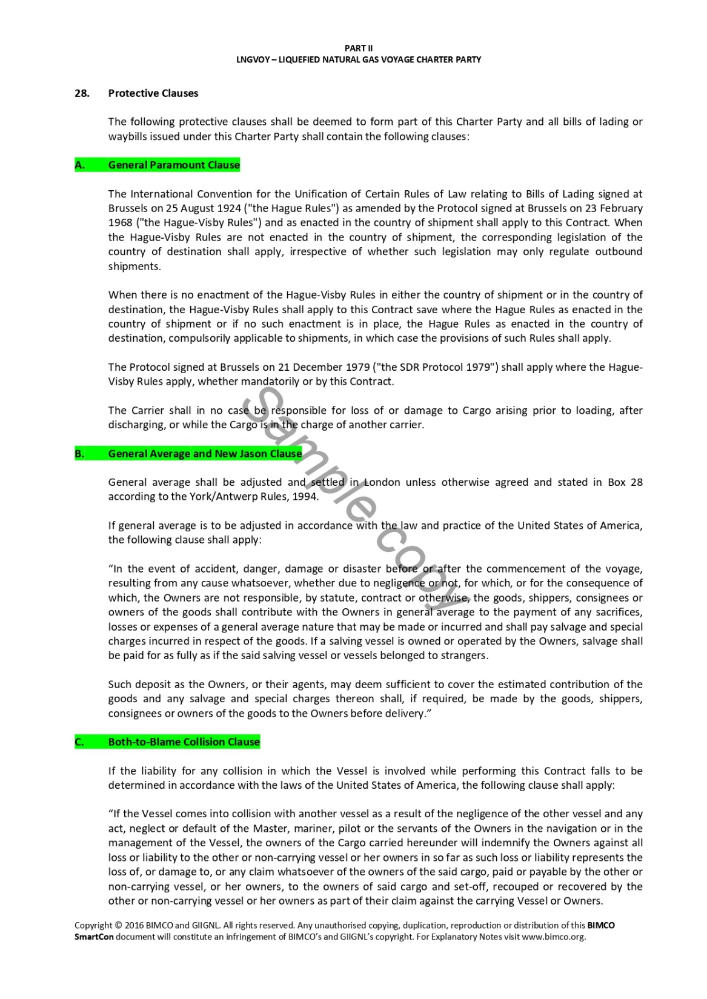 PART II
LNGVOY – LIQUEFIED NATURAL GAS VOYAGE CHARTER PARTY
28. Protective Clauses
The following protective clauses shall be deemed to form part of this Charter Party and all bills of lading or
waybills issued under this Charter Party shall contain the following clauses:
A. General Paramount Clause
The International Convention for the Unification of Certain Rules of Law relating to Bills of Lading signed at
Brussels on 25 August 1924 ("the Hague Rules") as amended by the Protocol signed at Brussels on 23 February
1968 ("the Hague-Visby Rules") and as enacted in the country of shipment shall apply to this Contract. When
the Hague-Visby Rules are not enacted in the country of shipment, the corresponding legislation of the
country of destination shall apply, irrespective of whether such legislation may only regulate outbound
shipments.
When there is no enactment of the Hague-Visby Rules in either the country of shipment or in the country of
destination, the Hague-Visby Rules shall apply to this Contract save where the Hague Rules as enacted in the
country of shipment or if no such enactment is in place, the Hague Rules as enacted in the country of
destination, compulsorily applicable to shipments, in which case the provisions of such Rules shall apply.
The Protocol signed at Brussels on 21 December 1979 ("the SDR Protocol 1979") shall apply where the Hague-
Visby Rules apply, whether mandatorily or by this Contract.
The Carrier shall in no case be responsible for loss of or damage to Cargo arising prior to loading, after
discharging, or while the Cargo is in the charge of another carrier.
B. General Average and New Jason Clause
General average shall be adjusted and settled in London unless otherwise agreed and stated in Box 28
according to the York/Antwerp Rules, 1994.
If general average is to be adjusted in accordance with the law and practice of the United States of America,
the following clause shall apply:
“In the event of accident, danger, damage or disaster before or after the commencement of the voyage,
resulting from any cause whatsoever, whether due to negligence or not, for which, or for the consequence of
which, the Owners are not responsible, by statute, contract or otherwise, the goods, shippers, consignees or
owners of the goods shall contribute with the Owners in general average to the payment of any sacrifices,
losses or expenses of a general average nature that may be made or incurred and shall pay salvage and special
charges incurred in respect of the goods. If a salving vessel is owned or operated by the Owners, salvage shall
be paid for as fully as if the said salving vessel or vessels belonged to strangers.
Such deposit as the Owners, or their agents, may deem sufficient to cover the estimated contribution of the
goods and any salvage and special charges thereon shall, if required, be made by the goods, shippers,
consignees or owners of the goods to the Owners before delivery.”
C. Both-to-Blame Collision Clause
If the liability for any collision in which the Vessel is involved while performing this Contract falls to be
determined in accordance with the laws of the United States of America, the following clause shall apply:
“If the Vessel comes into collision with another vessel as a result of the negligence of the other vessel and any
act, neglect or default of the Master, mariner, pilot or the servants of the Owners in the navigation or in the
management of the Vessel, the owners of the Cargo carried hereunder will indemnify the Owners against all
loss or liability to the other or non-carrying vessel or her owners in so far as such loss or liability represents the
loss of, or damage to, or any claim whatsoever of the owners of the said cargo, paid or payable by the other or
non-carrying vessel, or her owners, to the owners of said cargo and set-off, recouped or recovered by the
other or non-carrying vessel or her owners as part of their claim against the carrying Vessel or Owners.
Copyright © 2016 BIMCO and GIIGNL. All rights reserved. Any unauthorised copying, duplication, reproduction or distribution of this BIMCO
SmartCon document will constitute an infringement of BIMCO’s and GIIGNL’s copyright. For Explanatory Notes visit www.bimco.org.
Sample copy